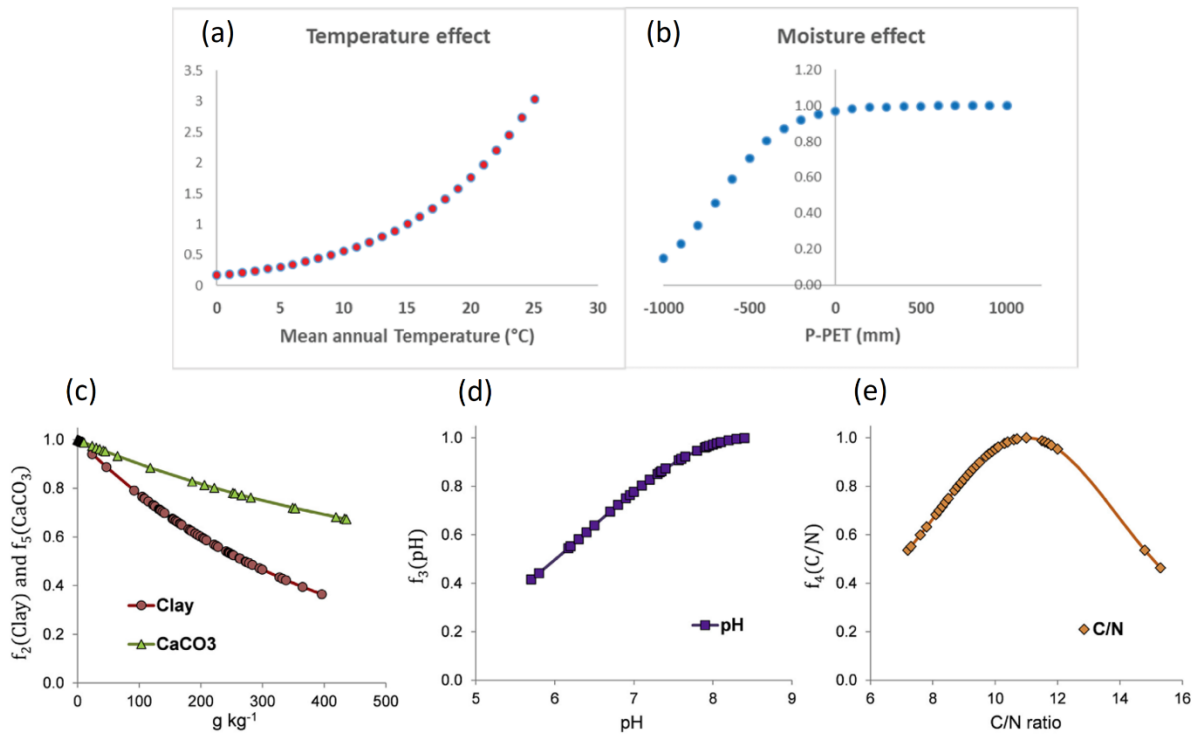 (a)
Temperature effect
3.5
3
2.5
2
1.5
1
0.5
0
0 5 10 15 20 25 30
Mean annual Temperature (°C)
(b)
Moisture effect
1.20
1.00
0.80
0.60
0.40
0.20
0.00
-1000 -500 0 500 1000
P-PET (mm)
(c)
f2(Clay) and f5(CaCO3)
1.0
0.8
0.6
0.4
0.2
0.0
Clay
CaCO3
0 100 200 300 400 500
g kg-1
(d)
f3(pH)
1.0
0.8
0.6
0.4
0.2
0.0
pH
5 6 7 8 9
pH
(e)
f4(C/N)
1.0
0.8
0.6
0.4
0.2
0.0
C/N
6 8 10 12 14 16
C/N ratio